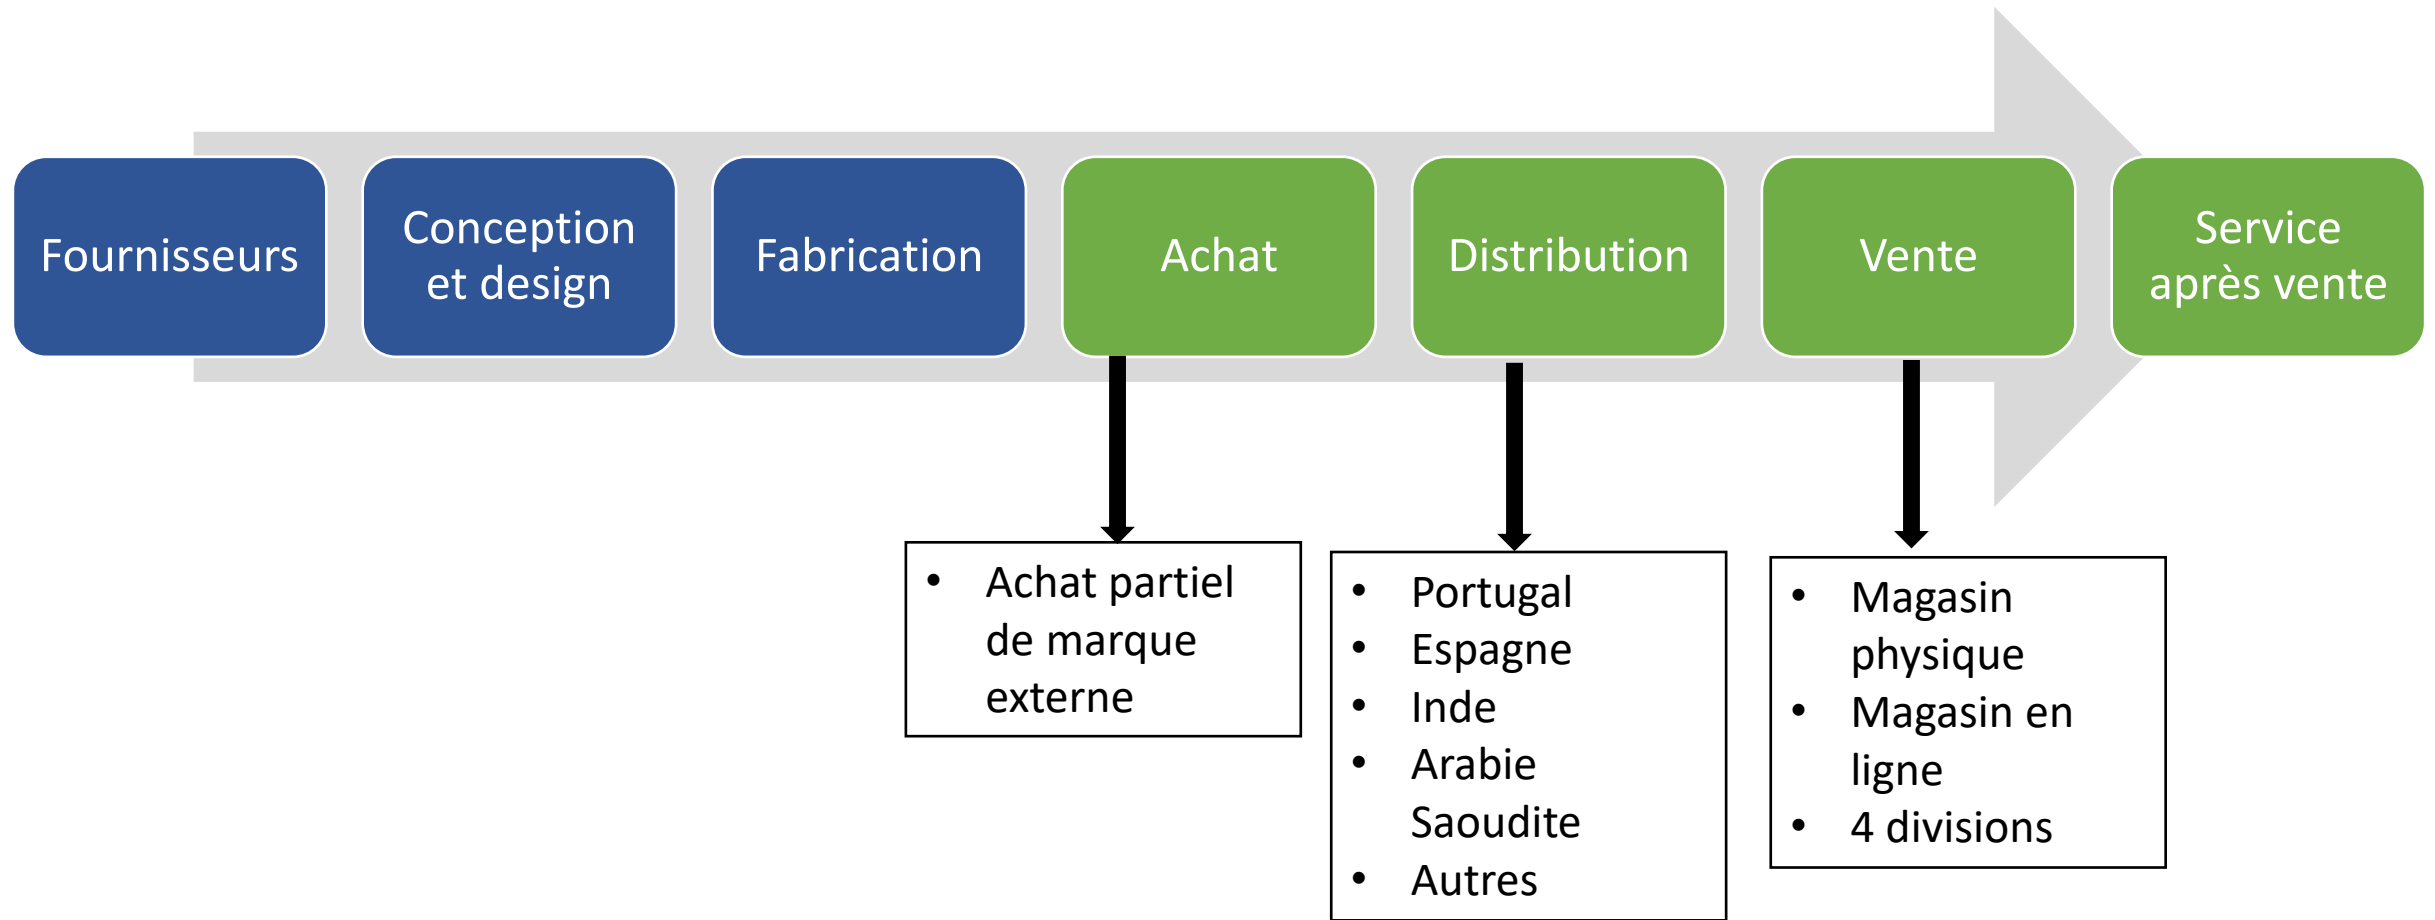 Fournisseurs
Conception
et design
Fabrication
Achat
Distribution
Vente
Service
après vente
• Achat partiel
de marque
externe
• Portugal
• Espagne
• Inde
• Arabie
Saoudite
• Autres
• Magasin
physique
• Magasin en
ligne
• 4 divisions